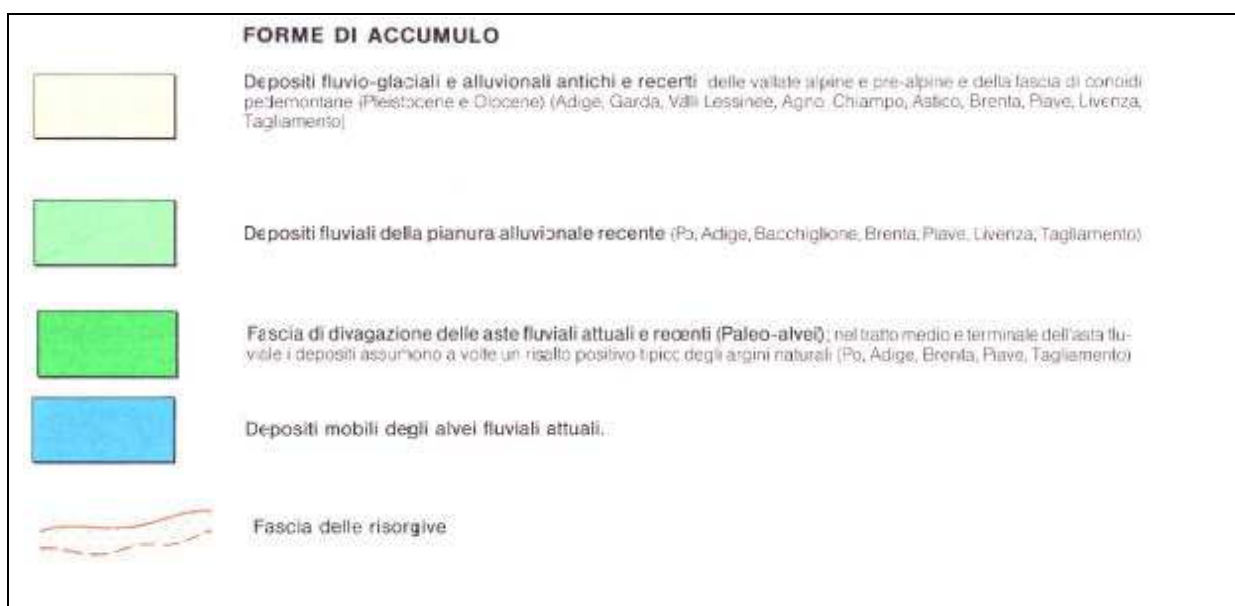 FORME DI ACCUMULO
Depositi fluvio-glaciali e alluvionali antichi e recerti delle vallate alpine e pre-alpine e della fascia di conoidi
pedemontane (Pleistocene e Olocene) (Adige, Garda, Valli Lessinee, Agno Chiampo, Astico, Brenta, Piave, Livenza,
Tagliamento)
Depositi fluviali della pianura alluvionale recente (Po, Adige, Bacchiglione, Brenta, Piave, Livenza, Tagliamento)
Fascia di divagazione delle aste fluviali attuali e recenti (Paleo-alvei); nel tratto medio e terminale dell'asta flu-
viale i depositi assumono a volte un risalto positivo tipico degli argini naturali (Po, Adige, Brenta, Piave, Tagliamento)
Depositi mobili degli alvei fluviali attuali.
Fascia delle risorgive